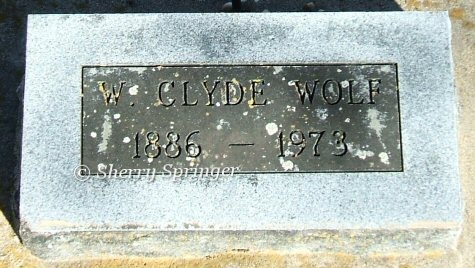 W. CLYDE WOLF
1886 — 1973
© Sherry Springer